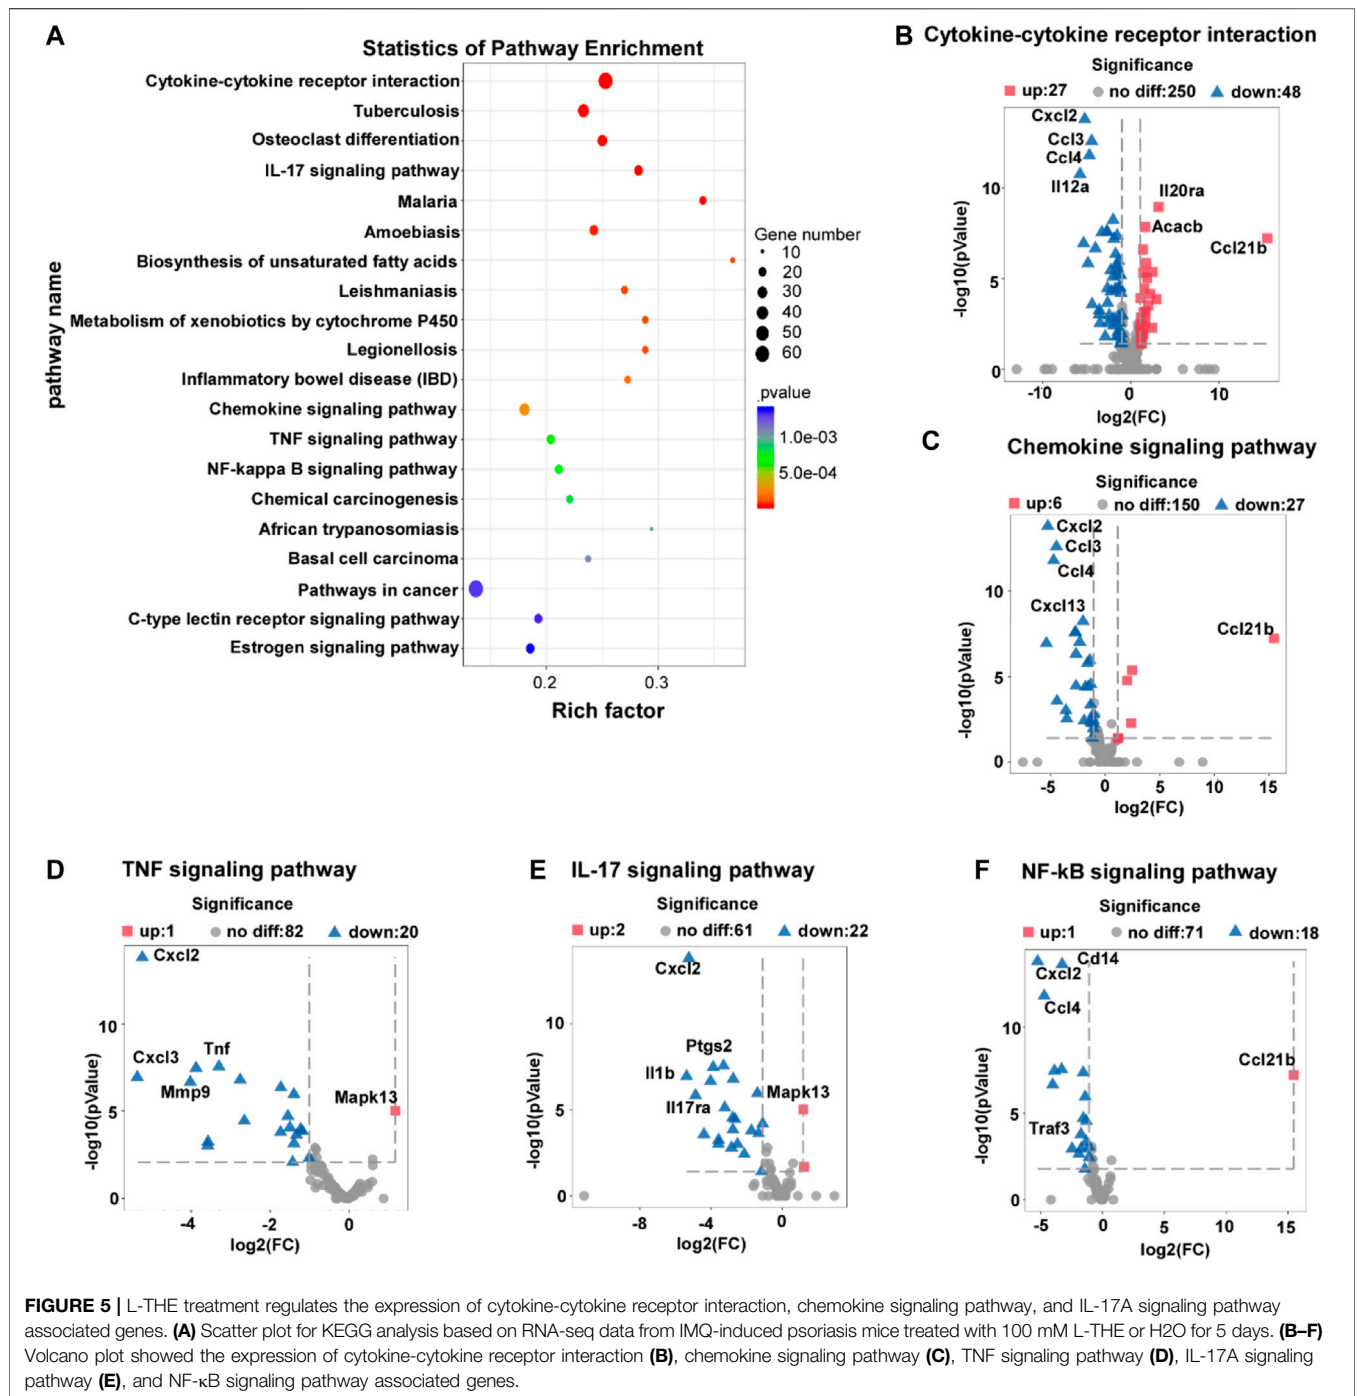 A
Statistics of Pathway Enrichment
pathway name
Cytokine-cytokine receptor interaction
Tuberculosis
Osteoclast differentiation
IL-17 signaling pathway
Malaria
Amoebiasis
Biosynthesis of unsaturated fatty acids
Leishmaniasis
Metabolism of xenobiotics by cytochrome P450
Legionellosis
Inflammatory bowel disease (IBD)
Chemokine signaling pathway
TNF signaling pathway
NF-kappa B signaling pathway
Chemical carcinogenesis
African trypanosomiasis
Basal cell carcinoma
Pathways in cancer
C-type lectin receptor signaling pathway
Estrogen signaling pathway
0.2 0.3
Rich factor
Gene number
10
20
30
40
50
60
pvalue
1.0e-03
5.0e-04
B Cytokine-cytokine receptor interaction
Significance
up:27 no diff:250 down:48
Cxcl2
Ccl3
Ccl4
Il12a
Il20ra
Acacb
Ccl21b
10
5
0
-log10(pValue)
-10 0 10
log2(FC)
C
Chemokine signaling pathway
Significance
up:6 no diff:150 down:27
Cxcl2
Ccl3
Ccl4
Cxcl13
Ccl21b
10
5
0
-log10(pValue)
-5 0 5 10 15
log2(FC)
D TNF signaling pathway
Significance
up:1 no diff:82 down:20
Cxcl2
Cxcl3
Tnf
Mmp9
Mapk13
10
5
0
-log10(pValue)
-4 -2 0
log2(FC)
E IL-17 signaling pathway
Significance
up:2 no diff:61 down:22
Cxcl2
Ptgs2
Il1b
Il17ra
Mapk13
10
5
0
-log10(pValue)
-8 -4 0
log2(FC)
F NF-kB signaling pathway
Significance
up:1 no diff:71 down:18
Cd14
Cxcl2
Ccl4
Traf3
Ccl21b
10
5
0
-log10(pValue)
-5 0 5 10 15
log2(FC)
FIGURE 5 | L-THE treatment regulates the expression of cytokine-cytokine receptor interaction, chemokine signaling pathway, and IL-17A signaling pathway
associated genes. (A) Scatter plot for KEGG analysis based on RNA-seq data from IMQ-induced psoriasis mice treated with 100 mM L-THE or H2O for 5 days. (B–F)
Volcano plot showed the expression of cytokine-cytokine receptor interaction (B), chemokine signaling pathway (C), TNF signaling pathway (D), IL-17A signaling
pathway (E), and NF-κB signaling pathway associated genes.